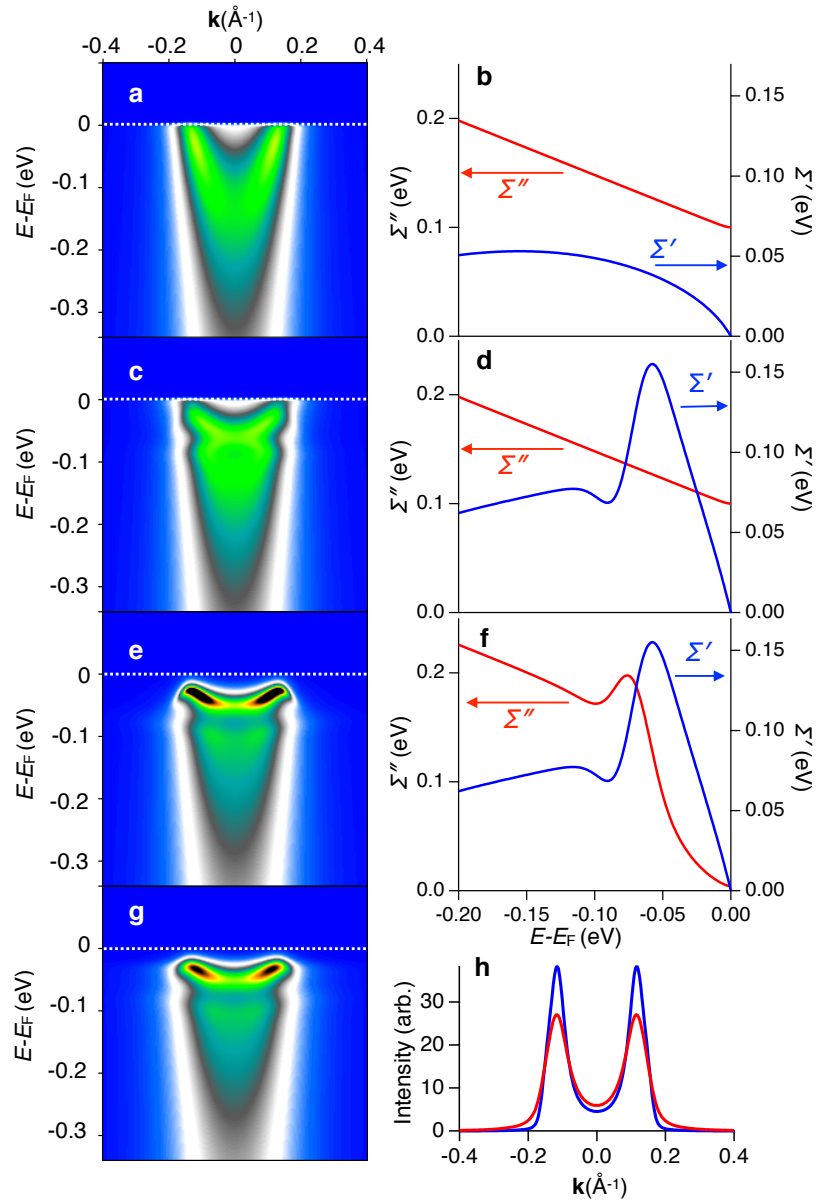 k(Å⁻¹)
-0.4 -0.2 0 0.2 0.4
a
0
-0.1
-0.2
-0.3
E-EF (eV)
b
0.2
0.1
0.0
Σ″ (eV)
Σ″
Σ′
0.15
0.10
0.05
0.00
Σ′ (eV)
c
0
-0.1
-0.2
-0.3
E-EF (eV)
d
0.2
0.1
0.0
Σ″ (eV)
Σ″
Σ′
0.15
0.10
0.05
0.00
Σ′ (eV)
e
0
-0.1
-0.2
-0.3
E-EF (eV)
f
0.2
0.1
0.0
Σ″ (eV)
Σ″
Σ′
0.15
0.10
0.05
0.00
Σ′ (eV)
-0.20 -0.15 -0.10 -0.05 0.00
E-EF (eV)
g
0
-0.1
-0.2
-0.3
E-EF (eV)
h
30
20
10
0
Intensity (arb.)
-0.4 -0.2 0.0 0.2 0.4
k(Å⁻¹)